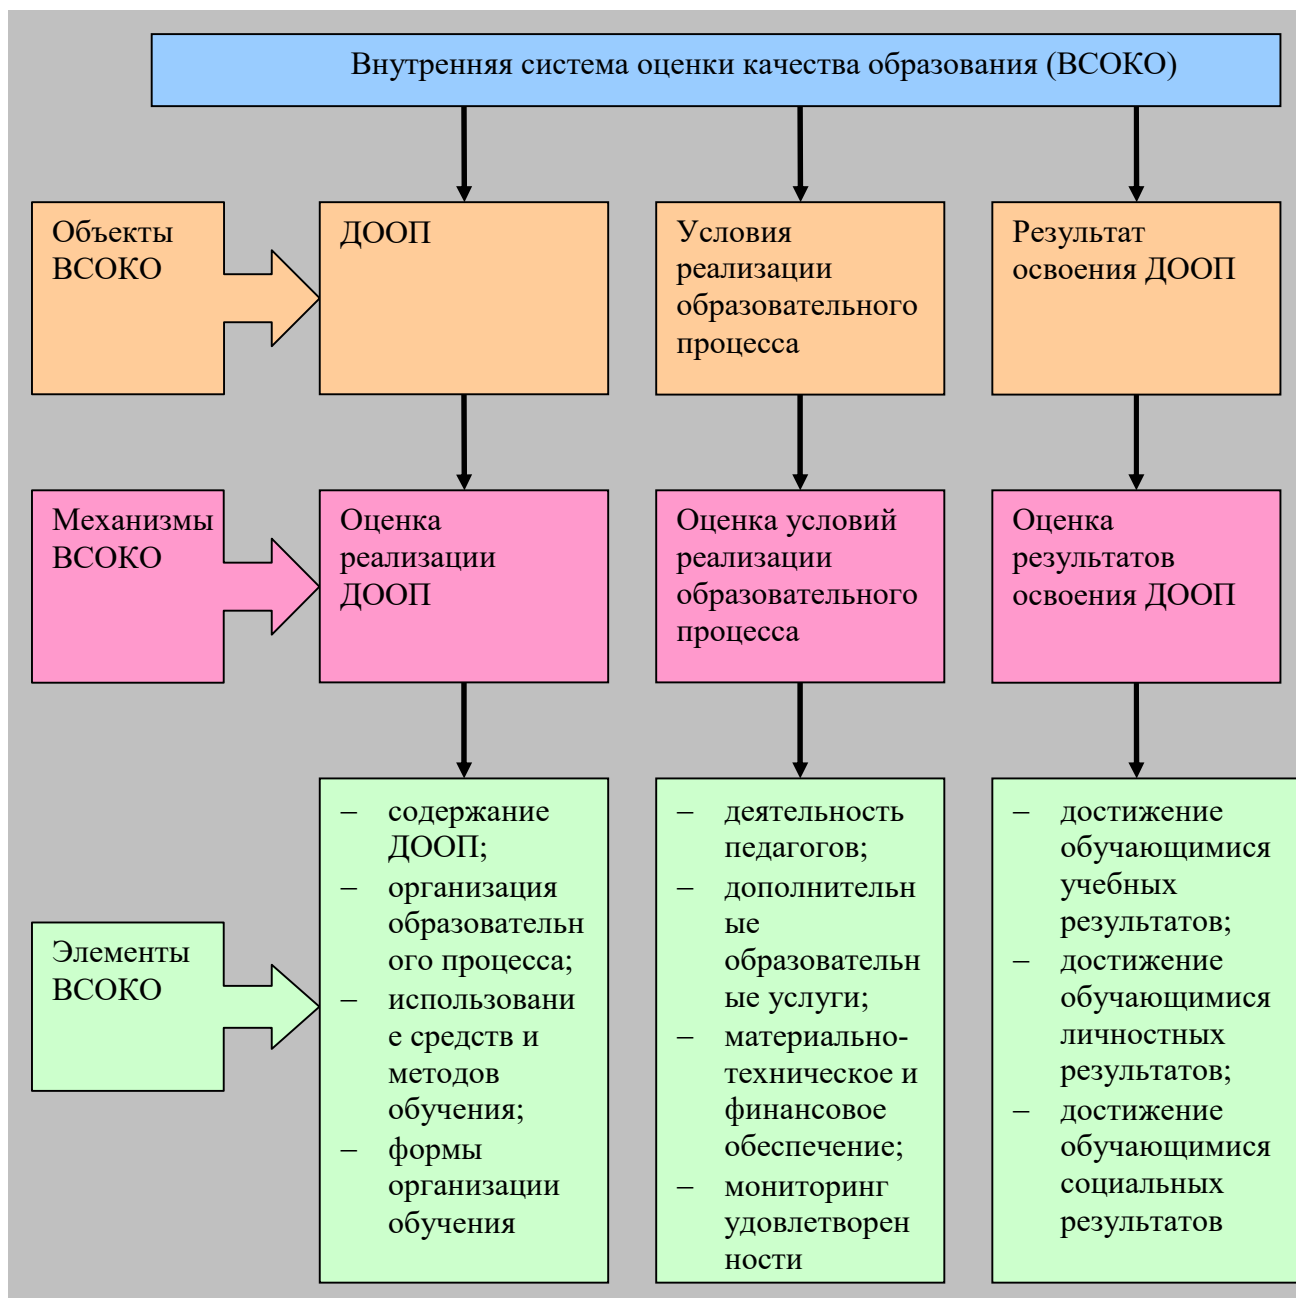 Внутренняя система оценки качества образования (ВСОКО)
Объекты
ВСОКО
ДООП
Условия
реализации
образовательного
процесса
Результат
освоения ДООП
Механизмы
ВСОКО
Оценка
реализации
ДООП
Оценка условий
реализации
образовательного
процесса
Оценка
результатов
освоения ДООП
Элементы
ВСОКО
– содержание
ДООП;
– организация
образовательн
ого процесса;
– использовани
е средств и
методов
обучения;
– формы
организации
обучения
– деятельность
педагогов;
– дополнительн
ые
образовательн
ые услуги;
– материально-
техническое и
финансовое
обеспечение;
– мониторинг
удовлетворен
ности
– достижение
обучающимися
учебных
результатов;
– достижение
обучающимися
личностных
результатов;
– достижение
обучающимися
социальных
результатов